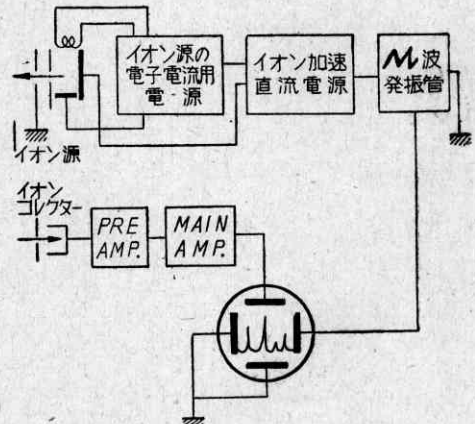 イオン源の
電子電流用
電源
イオン加速
直流電源
M波
発振管
イオン源
イオン
コレクター
PRE
AMP.
MAIN
AMP.